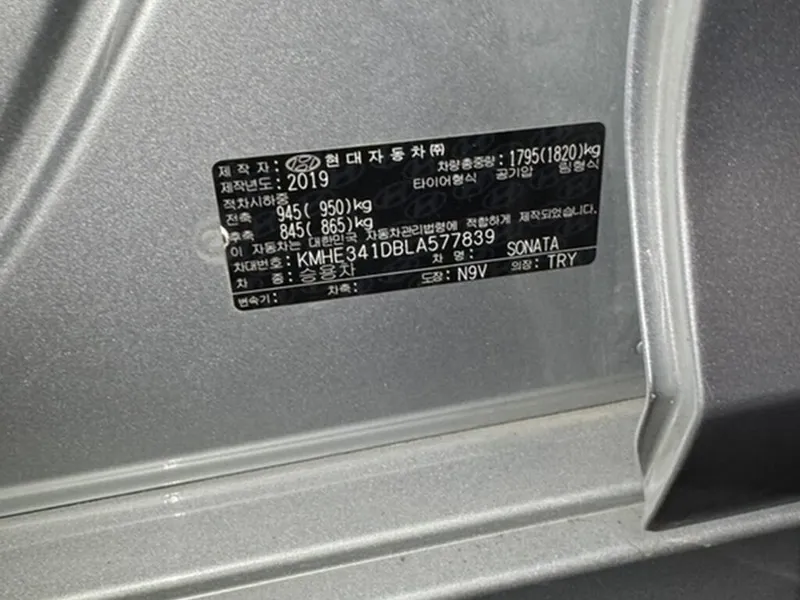 제 작 자: 현대자동차㈜ 차량총중량: 1795(1820)kg
제작년도: 2019 타이어형식 공기압 림형식
적차시하중
전축 945( 950)kg
후축 845( 865)kg
이 자동차는 대한민국 자동차관리법령에 적합하게 제작되었습니다.
차대번호: KMHE341DBLA577839 차 명: SONATA
차 종: 승용차 도장: N9V 의장: TRY
변속기: 차축: